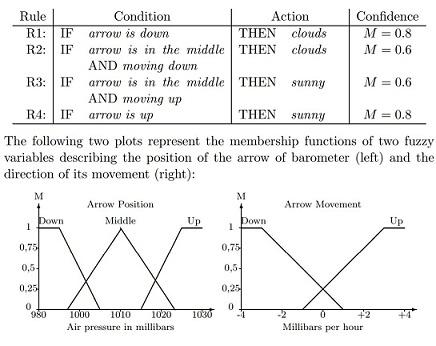 Rule Condition Action Confidence
R1: IF arrow is down THEN clouds M = 0.8
R2: IF arrow is in the middle THEN clouds M = 0.6
AND moving down
R3: IF arrow is in the middle THEN sunny M = 0.6
AND moving up
R4: IF arrow is up THEN sunny M = 0.8
The following two plots represent the membership functions of two fuzzy
variables describing the position of the arrow of barometer (left) and the
direction of its movement (right):
M Arrow Position
Down Middle Up
1
0,75
0,5
0,25
0
980 1000 1010 1020 1030
Air pressure in millibars
M Arrow Movement
Down Up
1
0,75
0,5
0,25
0
-4 -2 0 +2 +4
Millibars per hour